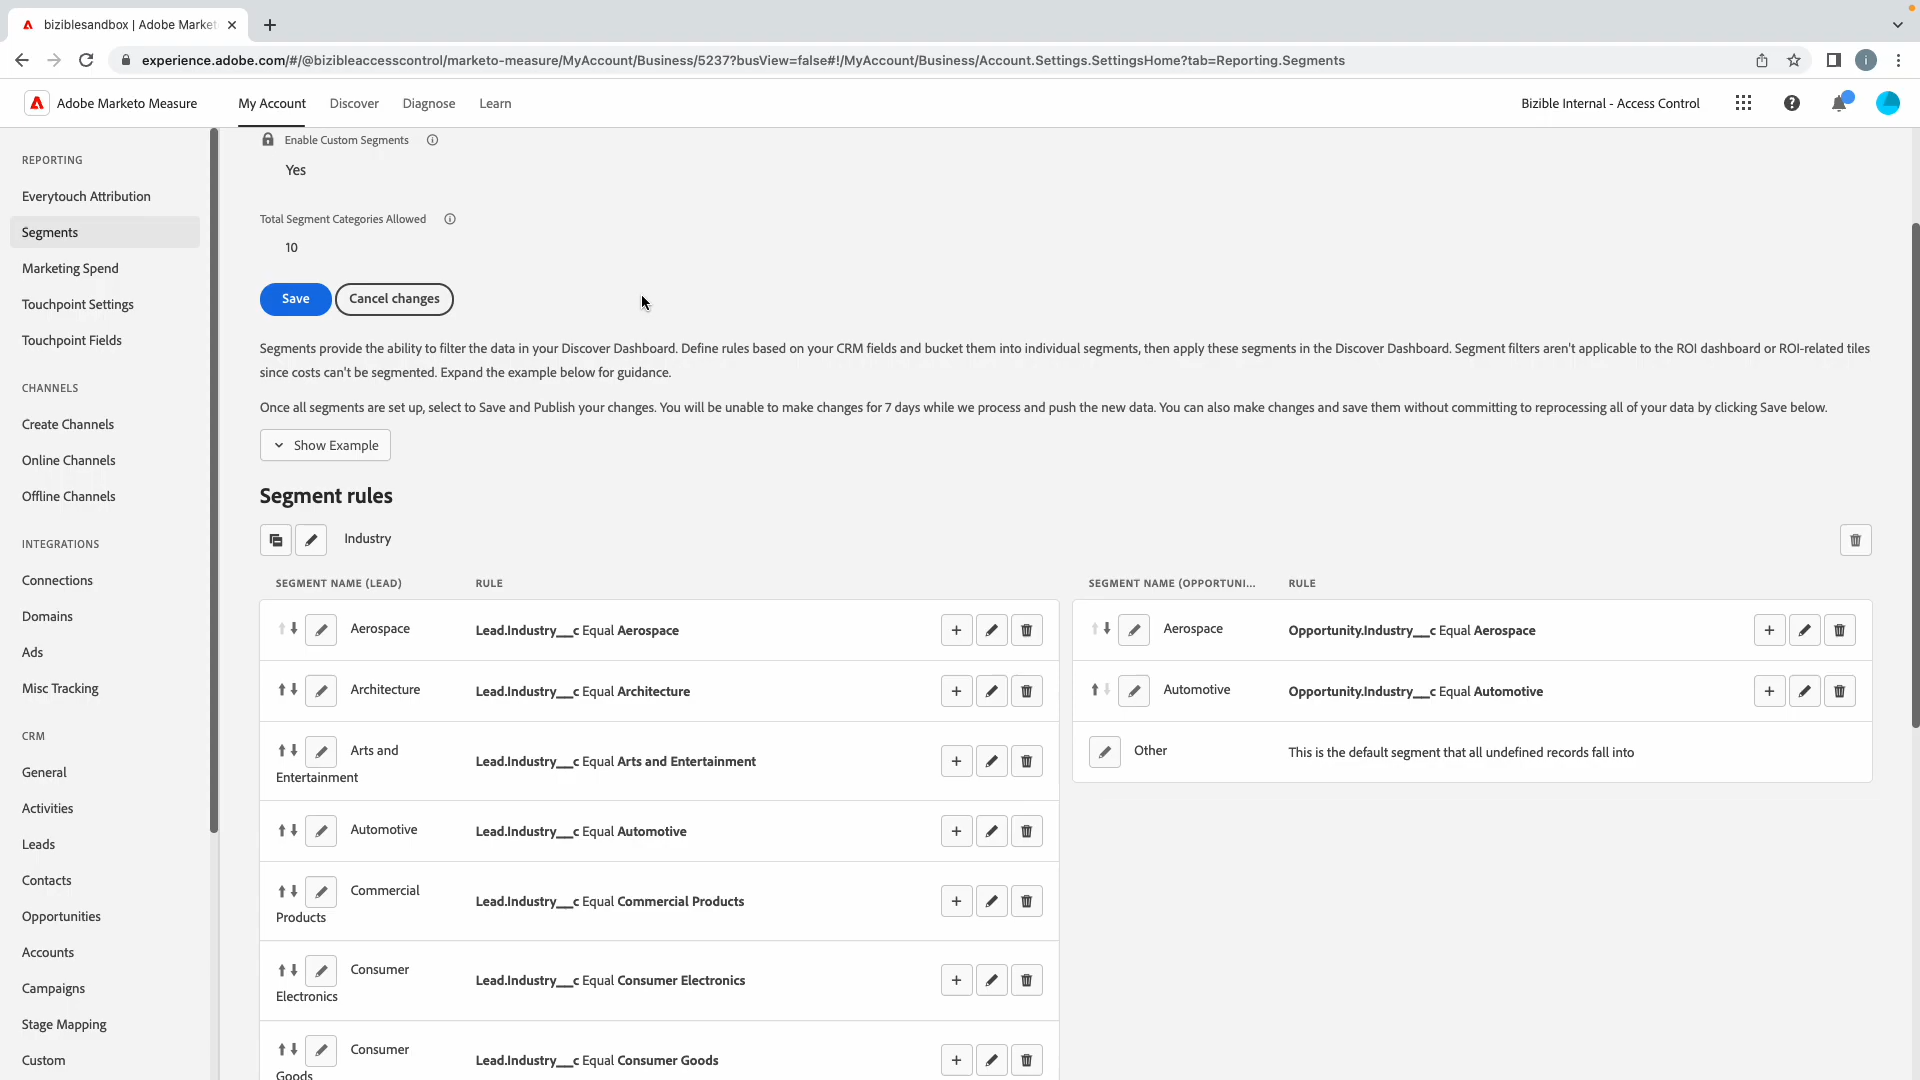 biziblesandbox | Adobe Market
experience.adobe.com/#/@bizibleaccesscontrol/marketo-measure/MyAccount/Business/5237?busView=false#!/MyAccount/Business/Account.Settings.SettingsHome?tab=Reporting.Segments
Adobe Marketo Measure
My Account
Discover
Diagnose
Learn
Bizible Internal - Access Control
REPORTING
Everytouch Attribution
Segments
Marketing Spend
Touchpoint Settings
Touchpoint Fields
CHANNELS
Create Channels
Online Channels
Offline Channels
INTEGRATIONS
Connections
Domains
Ads
Misc Tracking
CRM
General
Activities
Leads
Contacts
Opportunities
Accounts
Campaigns
Stage Mapping
Custom
Enable Custom Segments
Yes
Total Segment Categories Allowed
10
Save
Cancel changes
Segments provide the ability to filter the data in your Discover Dashboard. Define rules based on your CRM fields and bucket them into individual segments, then apply these segments in the Discover Dashboard. Segment filters aren't applicable to the ROI dashboard or ROI-related tiles
since costs can't be segmented. Expand the example below for guidance.
Once all segments are set up, select to Save and Publish your changes. You will be unable to make changes for 7 days while we process and push the new data. You can also make changes and save them without committing to reprocessing all of your data by clicking Save below.
Show Example
Segment rules
Industry
SEGMENT NAME (LEAD)
RULE
Aerospace
Lead.Industry__c Equal Aerospace
Architecture
Lead.Industry__c Equal Architecture
Arts and
Entertainment
Lead.Industry__c Equal Arts and Entertainment
Automotive
Lead.Industry__c Equal Automotive
Commercial
Products
Lead.Industry__c Equal Commercial Products
Consumer
Electronics
Lead.Industry__c Equal Consumer Electronics
Consumer
Goods
Lead.Industry__c Equal Consumer Goods
SEGMENT NAME (OPPORTUNI...
RULE
Aerospace
Opportunity.Industry__c Equal Aerospace
Automotive
Opportunity.Industry__c Equal Automotive
Other
This is the default segment that all undefined records fall into